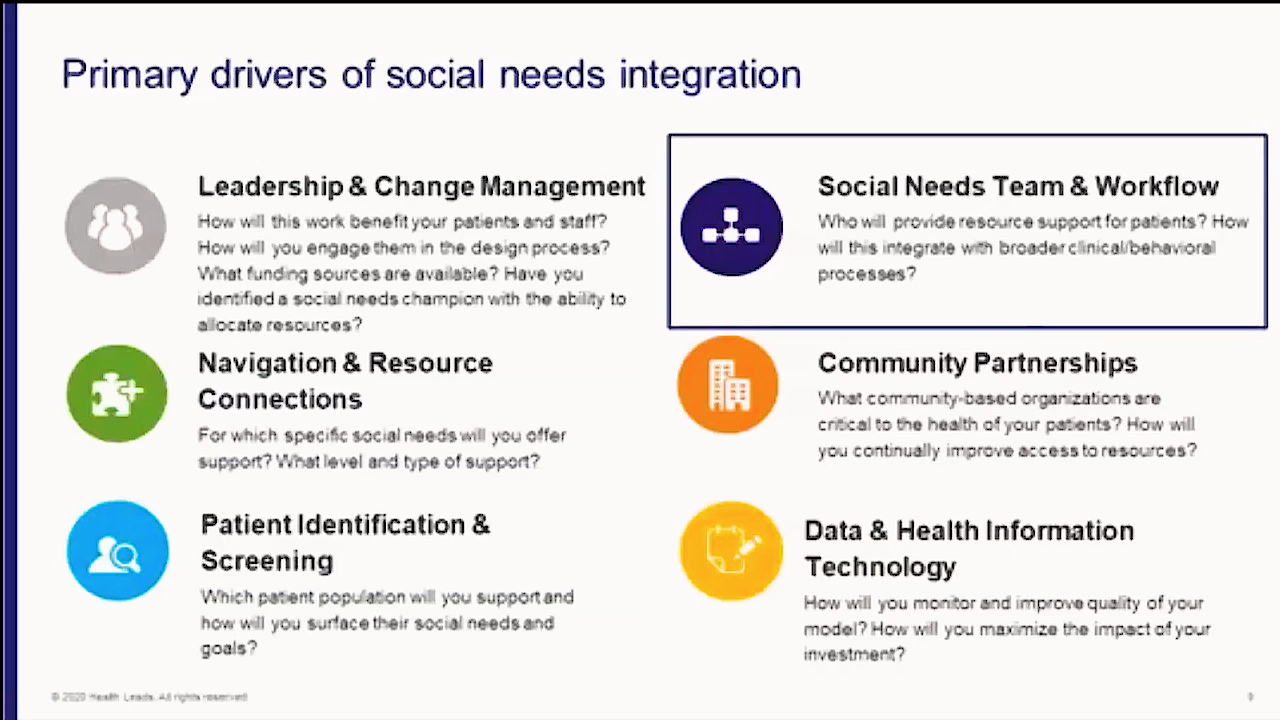 Primary drivers of social needs integration
Leadership & Change Management
How will this work benefit your patients and staff?
How will you engage them in the design process?
What funding sources are available? Have you
identified a social needs champion with the ability to
allocate resources?
Social Needs Team & Workflow
Who will provide resource support for patients? How
will this integrate with broader clinical/behavioral
processes?
Navigation & Resource
Connections
For which specific social needs will you offer
support? What level and type of support?
Community Partnerships
What community-based organizations are
critical to the health of your patients? How will
you continually improve access to resources?
Patient Identification &
Screening
Which patient population will you support and
how will you surface their social needs and
goals?
Data & Health Information
Technology
How will you monitor and improve quality of your
model? How will you maximize the impact of your
investment?
© 2020 Health Leads. All rights reserved
9